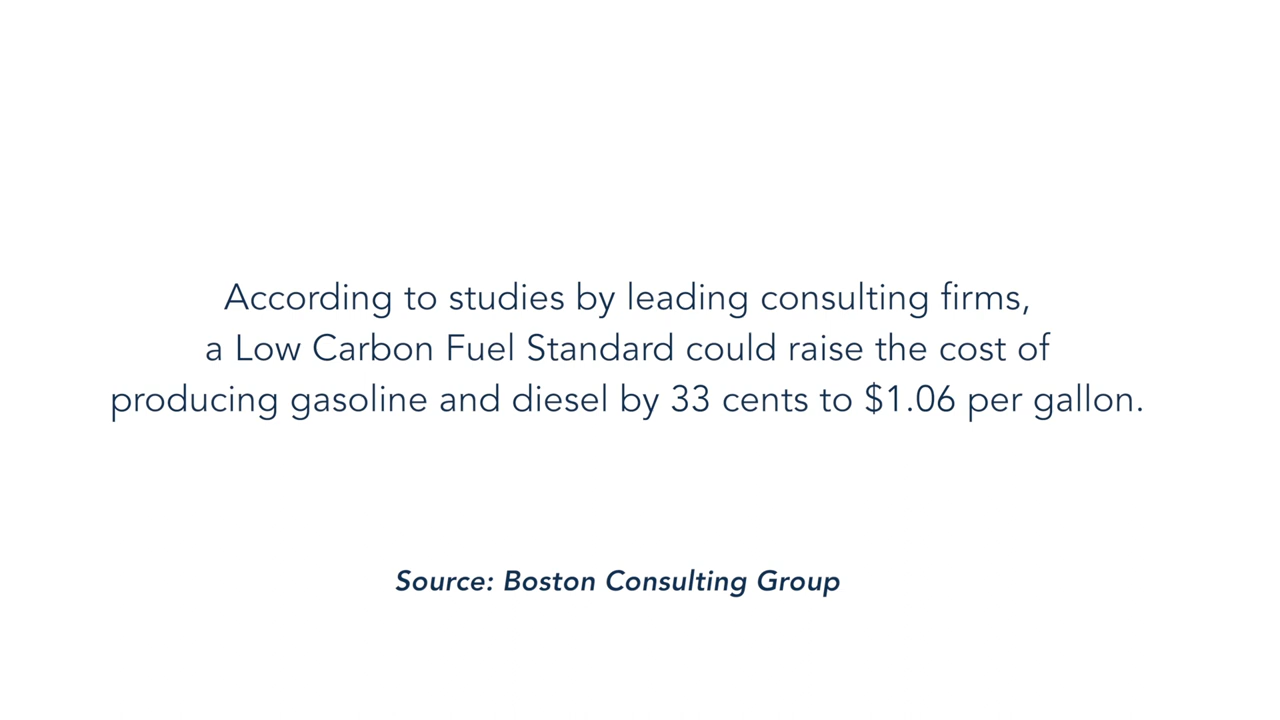 According to studies by leading consulting firms,
a Low Carbon Fuel Standard could raise the cost of
producing gasoline and diesel by 33 cents to $1.06 per gallon.
Source: Boston Consulting Group